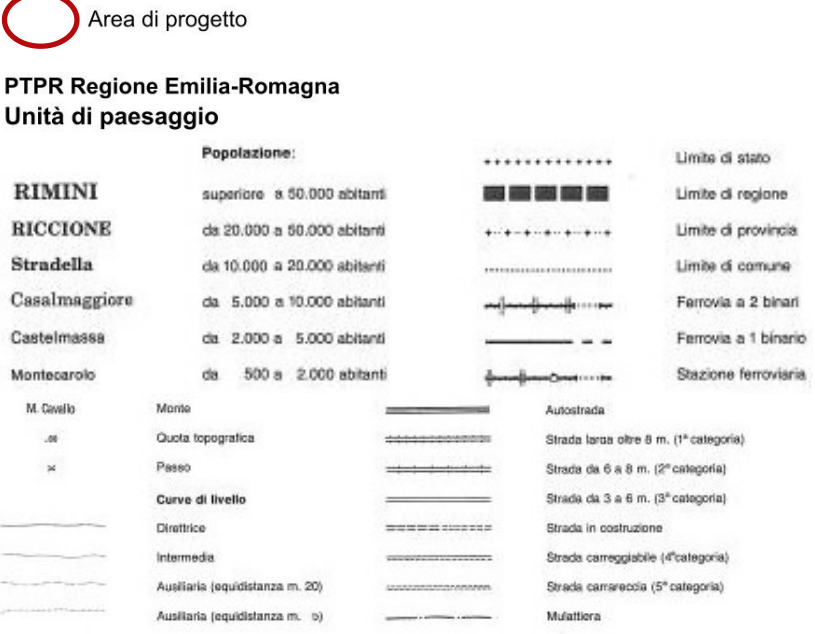 Area di progetto
PTPR Regione Emilia-Romagna
Unità di paesaggio
Popolazione:
Limite di stato
RIMINI superiore a 50.000 abitanti Limite di regione
RICCIONE da 20.000 a 50.000 abitanti Limite di provincia
Stradella da 10.000 a 20.000 abitanti Limite di comune
Casalmaggiore da 5.000 a 10.000 abitanti Ferrovia a 2 binari
Castelmassa da 2.000 a 5.000 abitanti Ferrovia a 1 binario
Montecarolo da 500 a 2.000 abitanti Stazione ferroviaria
M. Cavallo Monte Autostrada
Quota topografica Strada larga oltre 8 m. (1ª categoria)
Passo Strada da 6 a 8 m. (2ª categoria)
Curve di livello Strada da 3 a 6 m. (3ª categoria)
Direttrice Strada in costruzione
Intermedia Strada carreggiabile (4ªcategoria)
Ausiliaria (equidistanza m. 20) Strada carrareccia (5ª categoria)
Ausiliaria (equidistanza m. Mulattiera